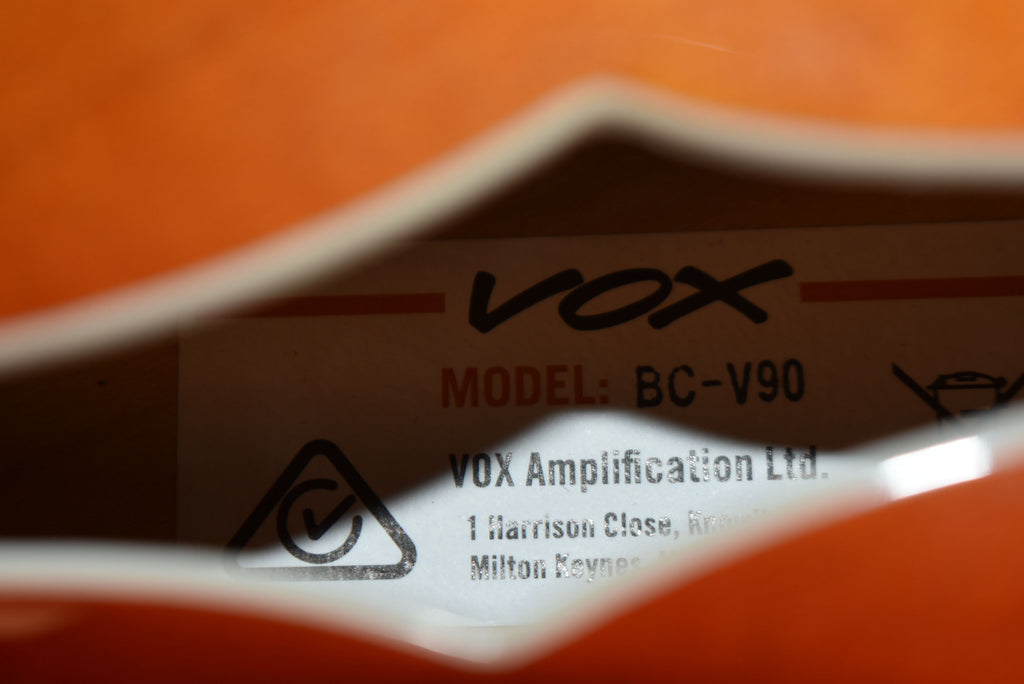 VOX
MODEL: BC-V90
VOX Amplification Ltd.
1 Harrison Close,
Milton Keynes